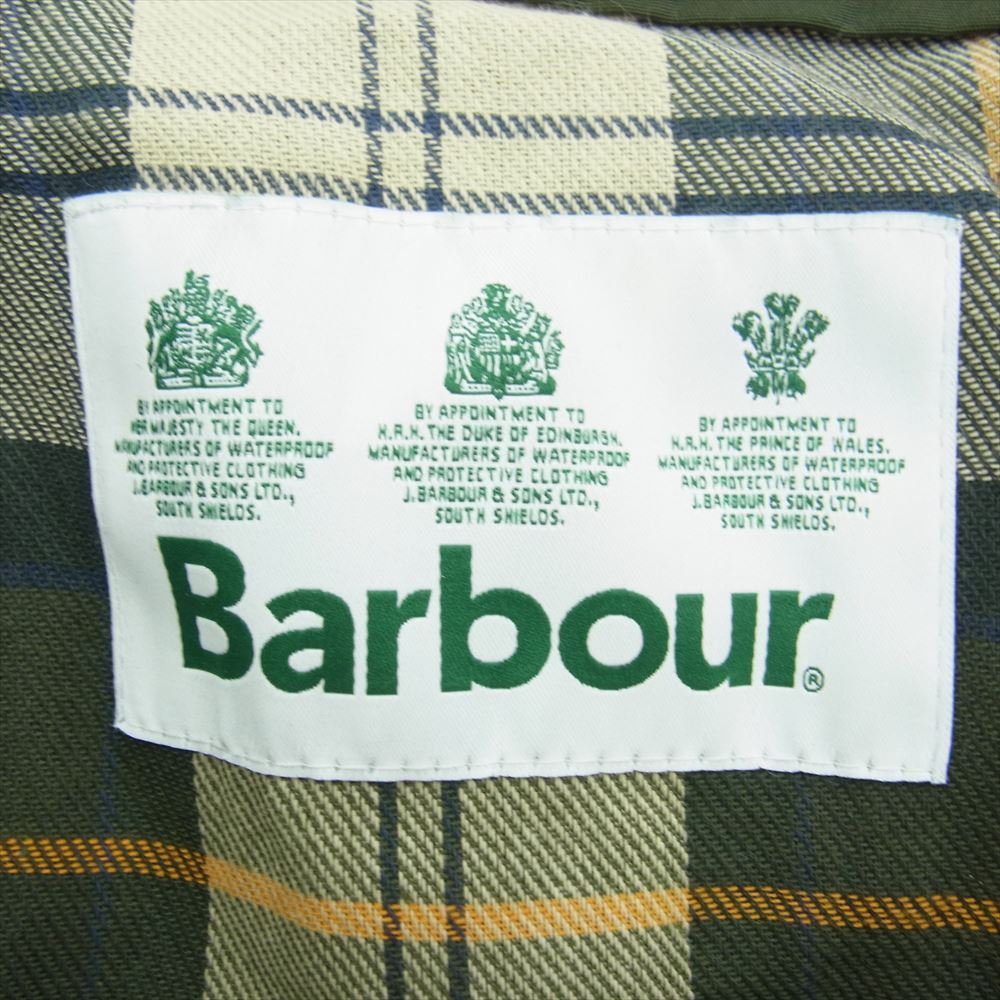 BY APPOINTMENT TO
HER MAJESTY THE QUEEN.
MANUFACTURERS OF WATERPROOF
AND PROTECTIVE CLOTHING
J.BARBOUR & SONS LTD.,
SOUTH SHIELDS.
BY APPOINTMENT TO
H.R.H. THE DUKE OF EDINBURGH.
MANUFACTURERS OF WATERPROOF
AND PROTECTIVE CLOTHING
J.BARBOUR & SONS LTD.,
SOUTH SHIELDS.
BY APPOINTMENT TO
H.R.H. THE PRINCE OF WALES.
MANUFACTURERS OF WATERPROOF
AND PROTECTIVE CLOTHING
J.BARBOUR & SONS LTD.,
SOUTH SHIELDS.
Barbour®